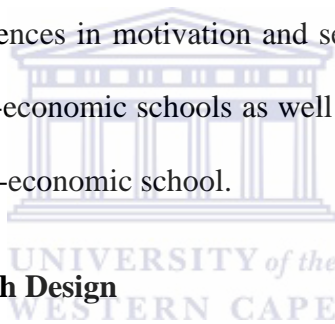 ences in motivation and se
-economic schools as well
-economic school.
UNIVERSITY of the
h Design
WESTERN CAPE